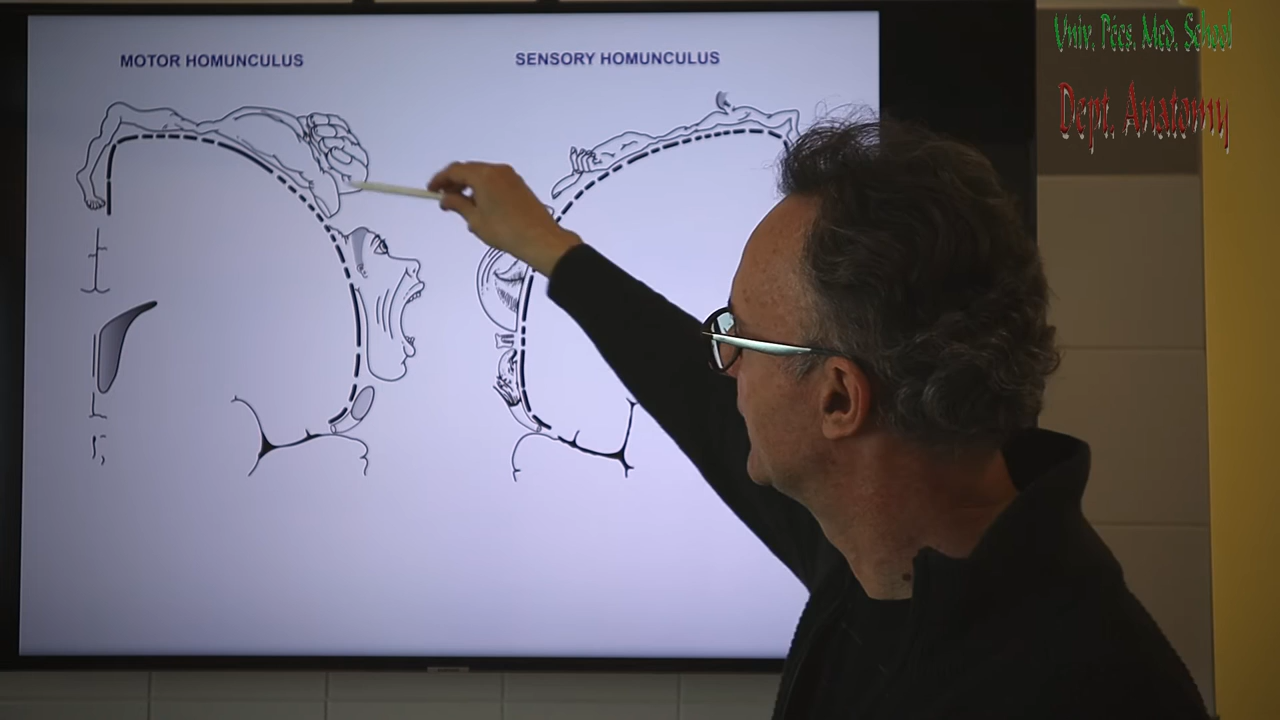 MOTOR HOMUNCULUS
SENSORY HOMUNCULUS
Univ. Pécs. Med. School
Dept. Anatomy